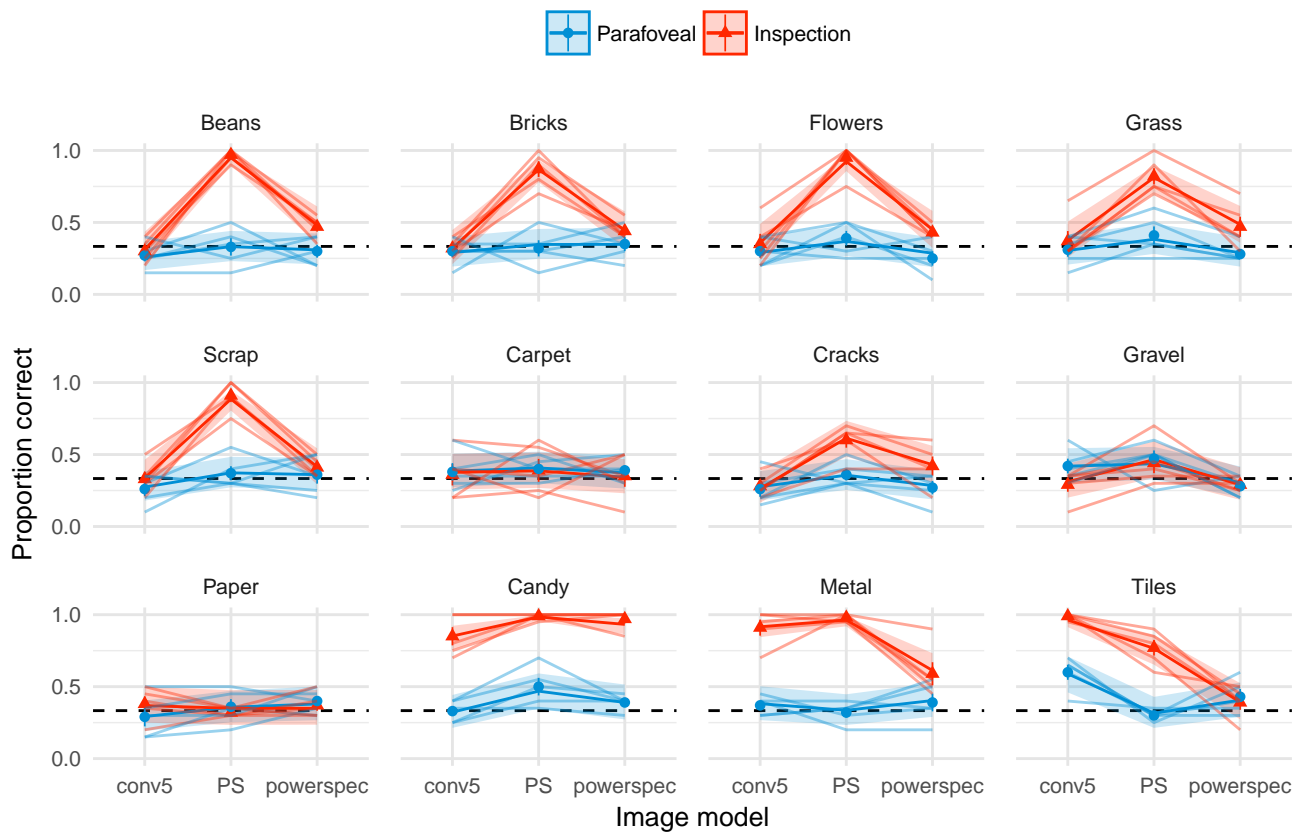 Parafoveal Inspection
Beans Bricks Flowers Grass
1.0
0.5
0.0
Scrap Carpet Cracks Gravel
1.0
0.5
0.0
Proportion correct
Paper Candy Metal Tiles
1.0
0.5
0.0
conv5 PS powerspec conv5 PS powerspec conv5 PS powerspec conv5 PS powerspec
Image model